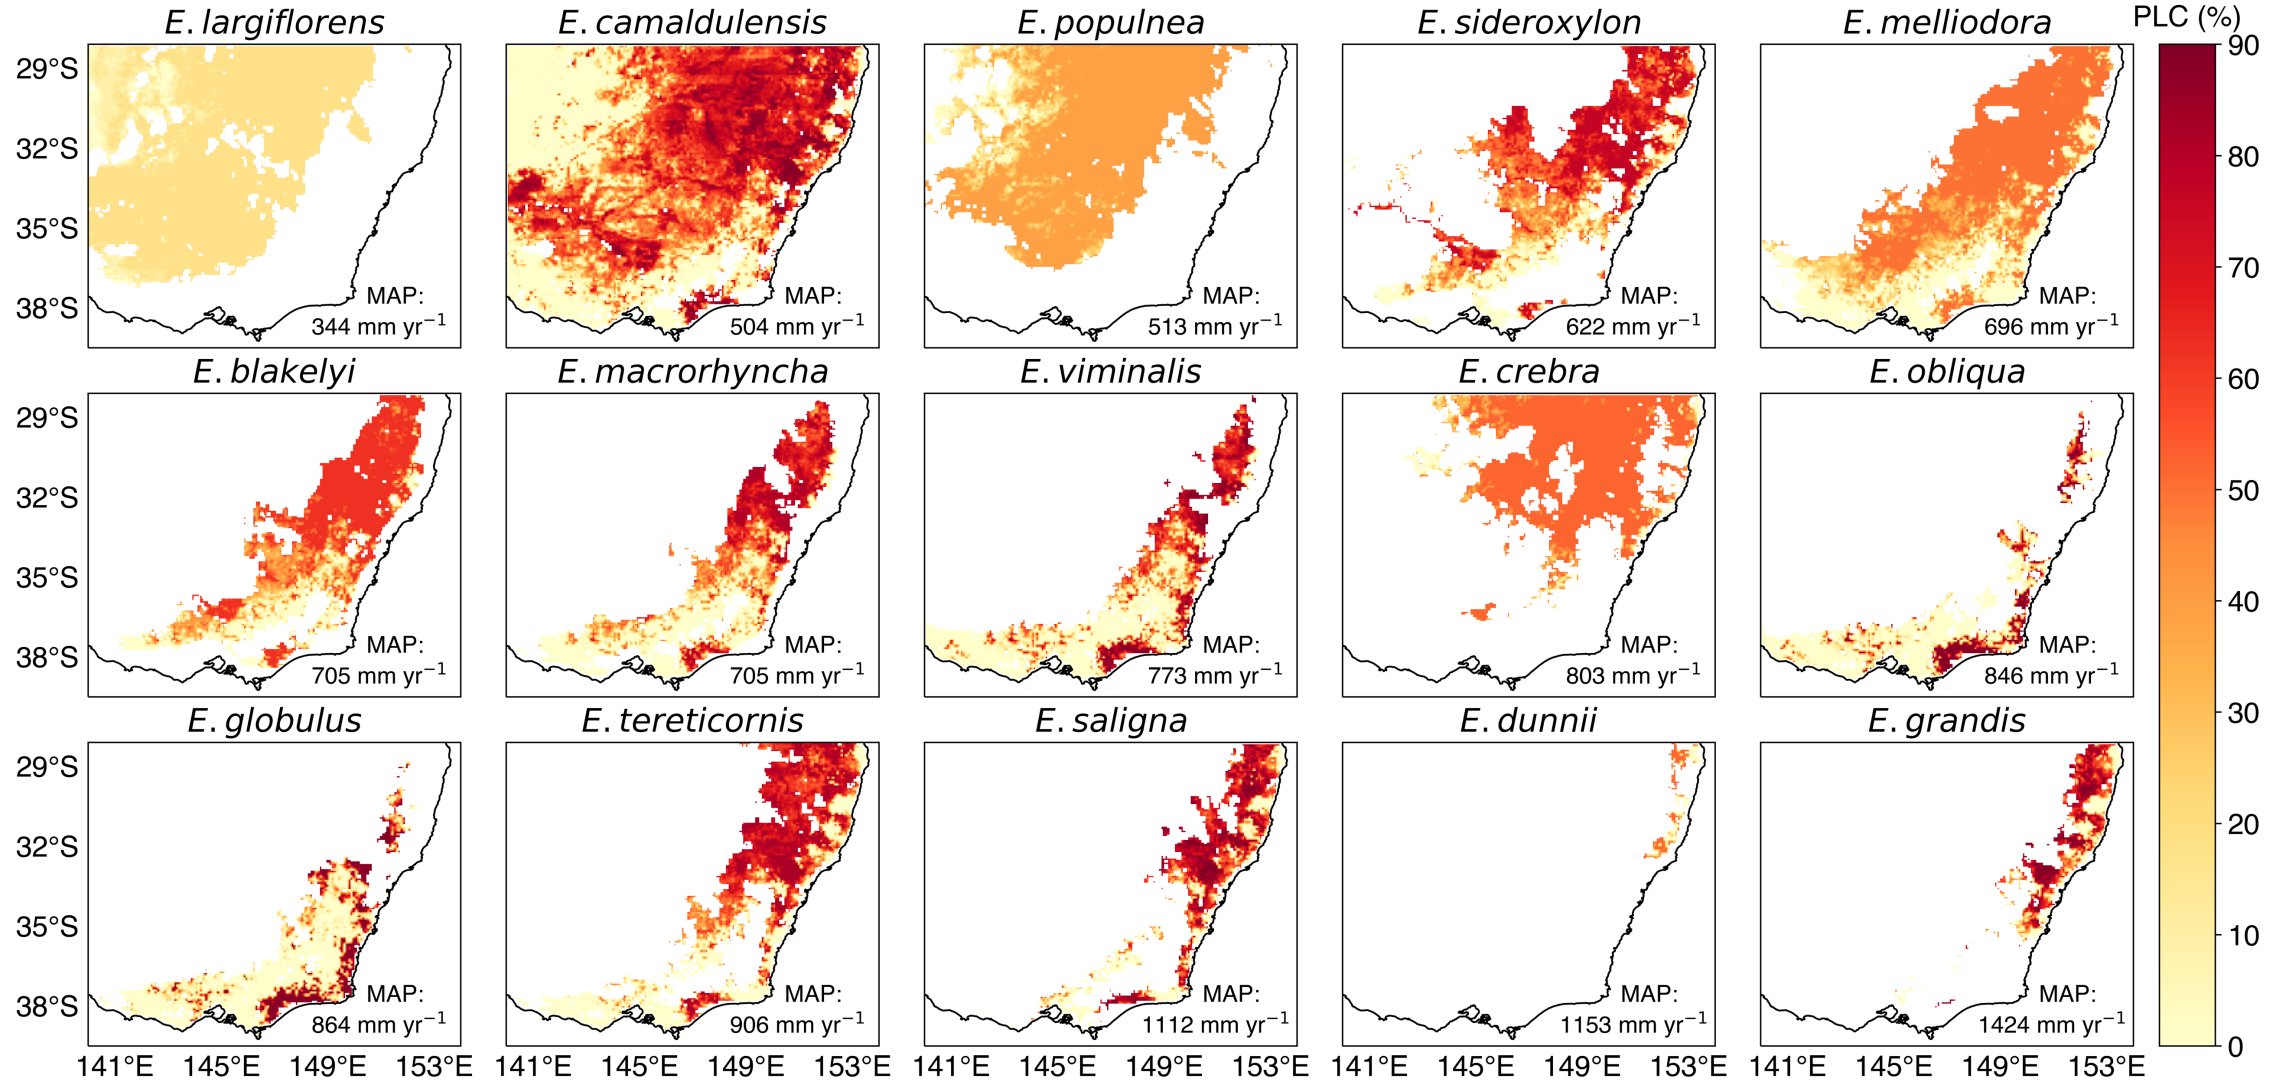 E. largiflorens E. camaldulensis E. populnea E. sideroxylon E. melliodora PLC (%)
29°S
32°S
35°S
38°S
MAP: MAP: MAP: MAP: MAP:
344 mm yr⁻¹ 504 mm yr⁻¹ 513 mm yr⁻¹ 622 mm yr⁻¹ 696 mm yr⁻¹
E. blakelyi E. macrorhyncha E. viminalis E. crebra E. obliqua
29°S
32°S
35°S
38°S
MAP: MAP: MAP: MAP: MAP:
705 mm yr⁻¹ 705 mm yr⁻¹ 773 mm yr⁻¹ 803 mm yr⁻¹ 846 mm yr⁻¹
E. globulus E. tereticornis E. saligna E. dunnii E. grandis
29°S
32°S
35°S
38°S
MAP: MAP: MAP: MAP: MAP:
864 mm yr⁻¹ 906 mm yr⁻¹ 1112 mm yr⁻¹ 1153 mm yr⁻¹ 1424 mm yr⁻¹
141°E 145°E 149°E 153°E 141°E 145°E 149°E 153°E 141°E 145°E 149°E 153°E 141°E 145°E 149°E 153°E 141°E 145°E 149°E 153°E
90
80
70
60
50
40
30
20
10
0